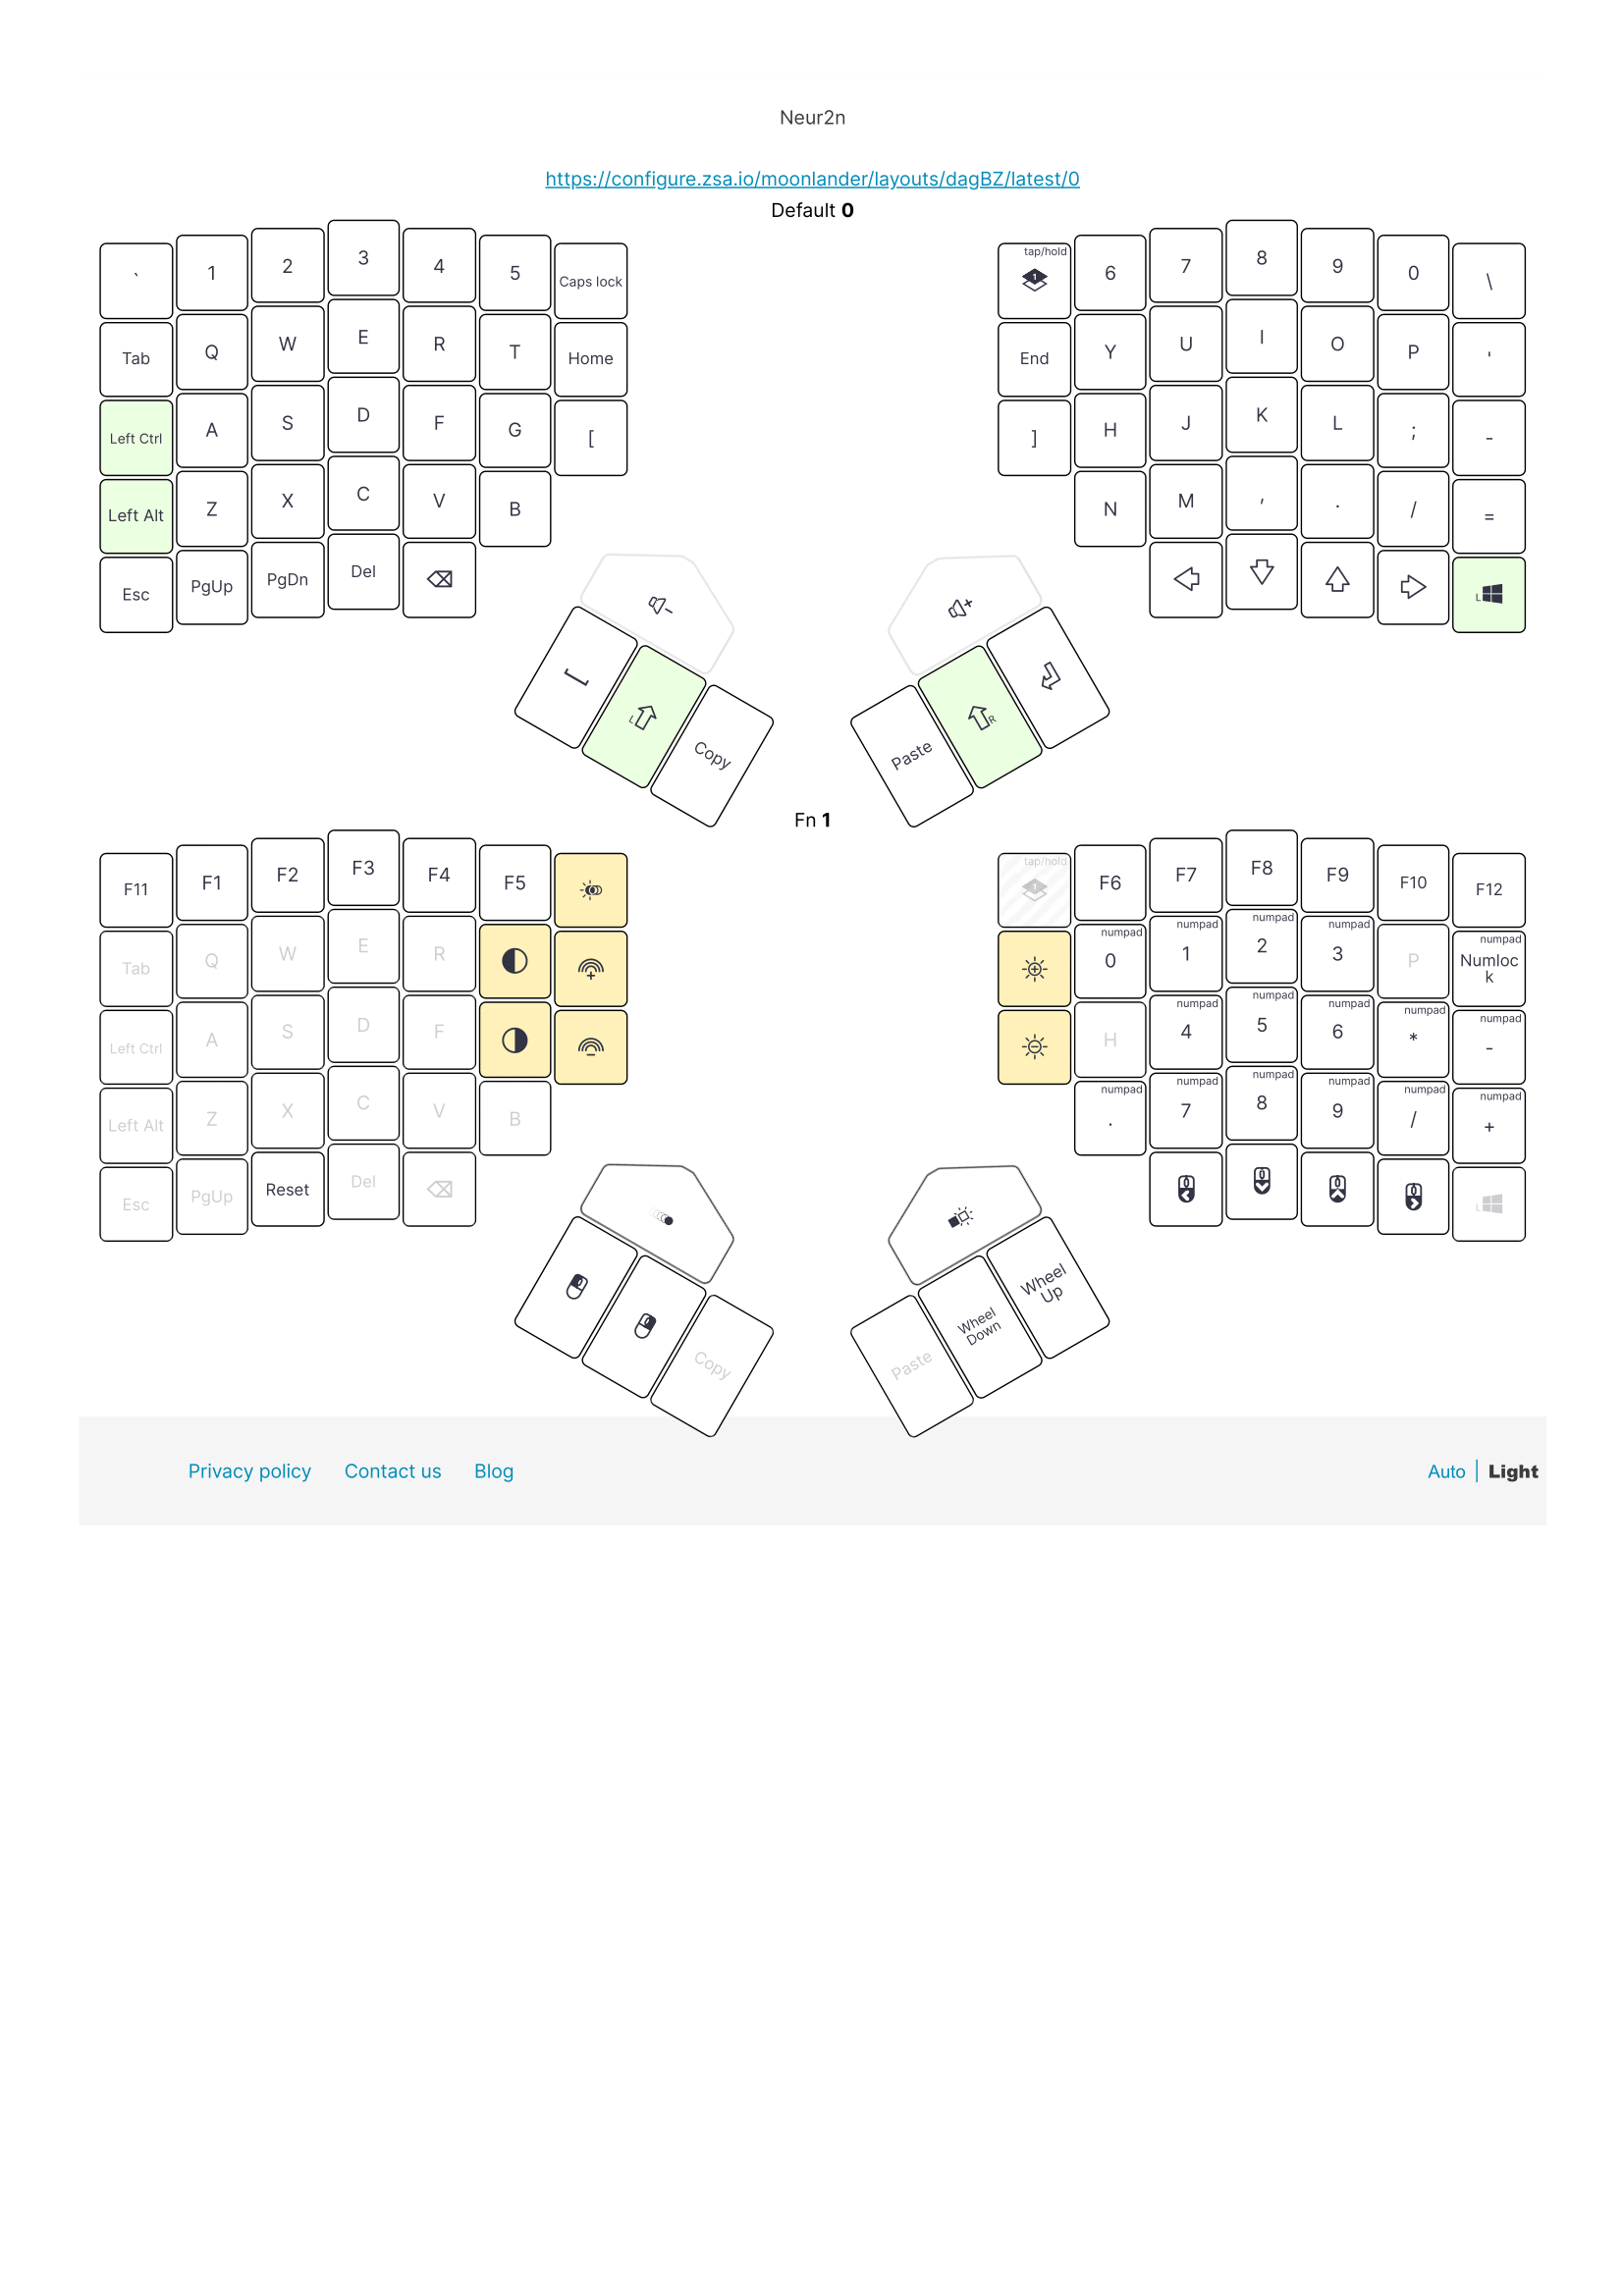 Neur2n
https://configure.zsa.io/moonlander/layouts/dagBZ/latest/0
Default 0
` 1 2 3 4 5 Caps lock
tap/hold 1 6 7 8 9 0 \
Tab Q W E R T Home
End Y U I O P '
Left Ctrl A S D F G [
] H J K L ; -
Left Alt Z X C V B
N M , . / =
Esc PgUp PgDn Del
L
L Copy
Paste R
Fn 1
F11 F1 F2 F3 F4 F5
tap/hold 1 F6 F7 F8 F9 F10 F12
Tab Q W E R
numpad 0 numpad 1 numpad 2 numpad 3 P numpad
Numloc
k
Left Ctrl A S D F
H numpad 4 numpad 5 numpad 6 numpad * numpad -
Left Alt Z X C V B
numpad . numpad 7 numpad 8 numpad 9 numpad / numpad +
Esc PgUp Reset Del
L
Copy
Paste
Wheel
Down
Wheel
Up
Privacy policy Contact us Blog
Auto Light